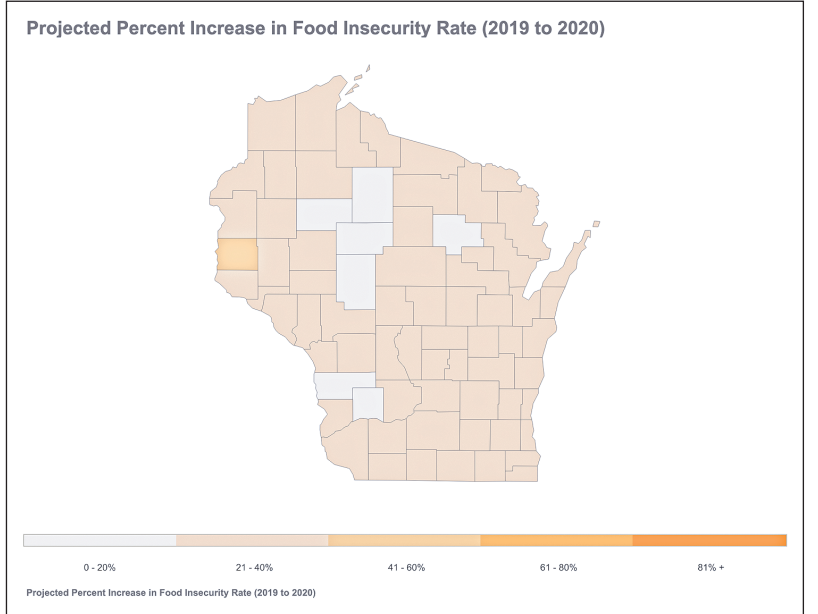 Projected Percent Increase in Food Insecurity Rate (2019 to 2020)
0 - 20%
21 - 40%
41 - 60%
61 - 80%
81% +
Projected Percent Increase in Food Insecurity Rate (2019 to 2020)